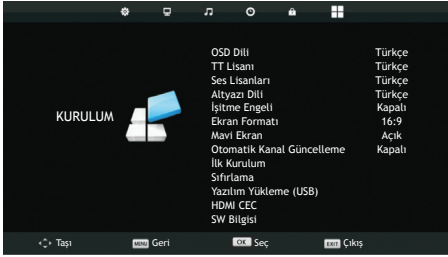 OSD Dili Türkçe
TT Lisanı Türkçe
Ses Lisanları Türkçe
Altyazı Dili Türkçe
İşitme Engeli Kapalı
KURULUM
Ekran Formatı 16:9
Mavi Ekran Açık
Otomatik Kanal Güncelleme Kapalı
İlk Kurulum
Sıfırlama
Yazılım Yükleme (USB)
HDMI CEC
SW Bilgisi
Taşı MENU Geri OK Seç EXIT Çıkış